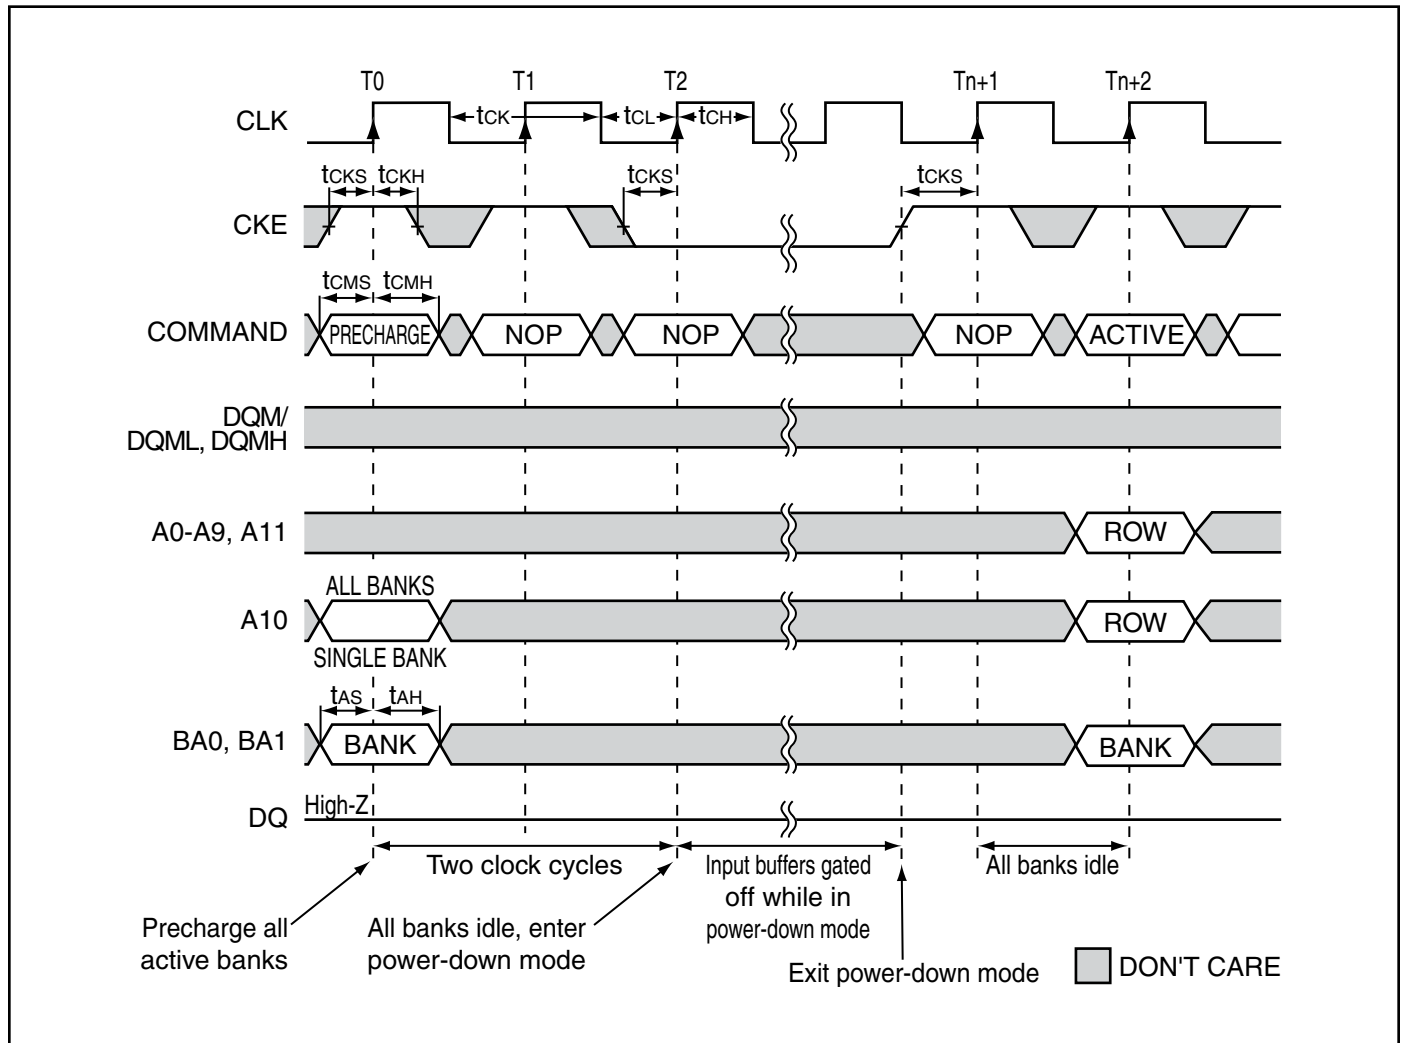 T0 T1 T2 Tn+1 Tn+2
CLK tCK tCL tCH
tCKS tCKH tCKS tCKS
CKE
tCMS tCMH
COMMAND PRECHARGE NOP NOP NOP ACTIVE
DQM/
DQML, DQMH
A0-A9, A11 ROW
ALL BANKS
A10 ROW
SINGLE BANK
tAS tAH
BA0, BA1 BANK BANK
DQ High-Z
Two clock cycles
Input buffers gated
off while in
power-down mode
All banks idle
Precharge all
active banks
All banks idle, enter
power-down mode
Exit power-down mode
DON'T CARE